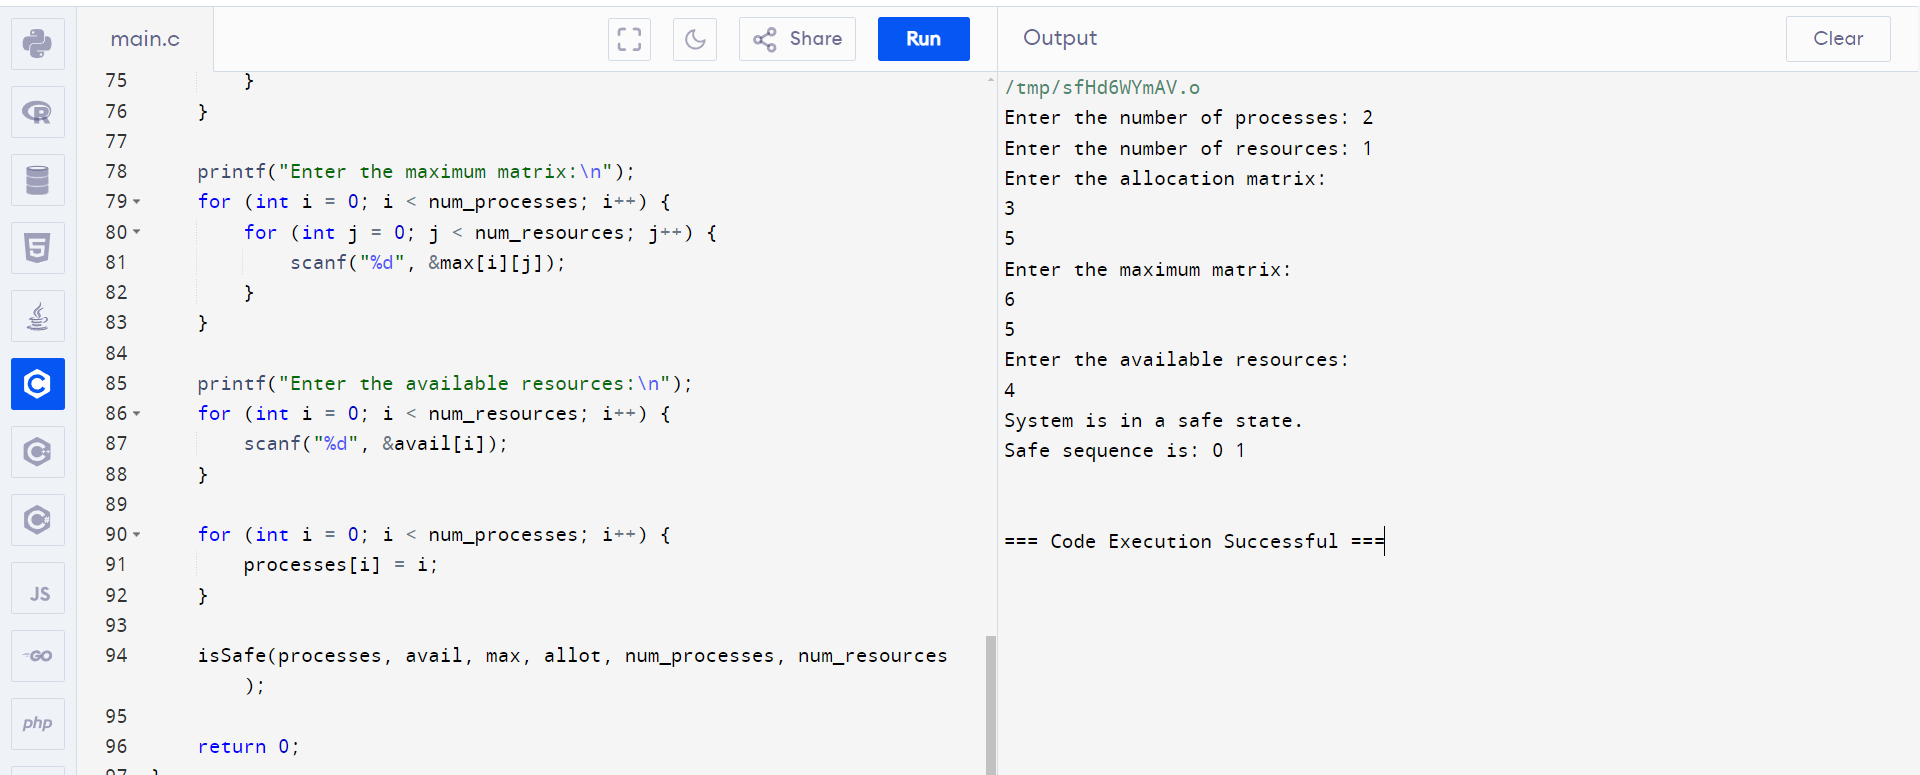 main.c
Share
Run
Output
Clear
75 }
76 }
77
78 printf("Enter the maximum matrix:\n");
79 for (int i = 0; i < num_processes; i++) {
80 for (int j = 0; j < num_resources; j++) {
81 scanf("%d", &max[i][j]);
82 }
83 }
84
85 printf("Enter the available resources:\n");
86 for (int i = 0; i < num_resources; i++) {
87 scanf("%d", &avail[i]);
88 }
89
90 for (int i = 0; i < num_processes; i++) {
91 processes[i] = i;
92 }
93
94 isSafe(processes, avail, max, allot, num_processes, num_resources
);
95
96 return 0;
97 }
/tmp/sfHd6WYmAV.o
Enter the number of processes: 2
Enter the number of resources: 1
Enter the allocation matrix:
3
5
Enter the maximum matrix:
6
5
Enter the available resources:
4
System is in a safe state.
Safe sequence is: 0 1
=== Code Execution Successful ===
R
5
C
C++
C#
JS
GO
php